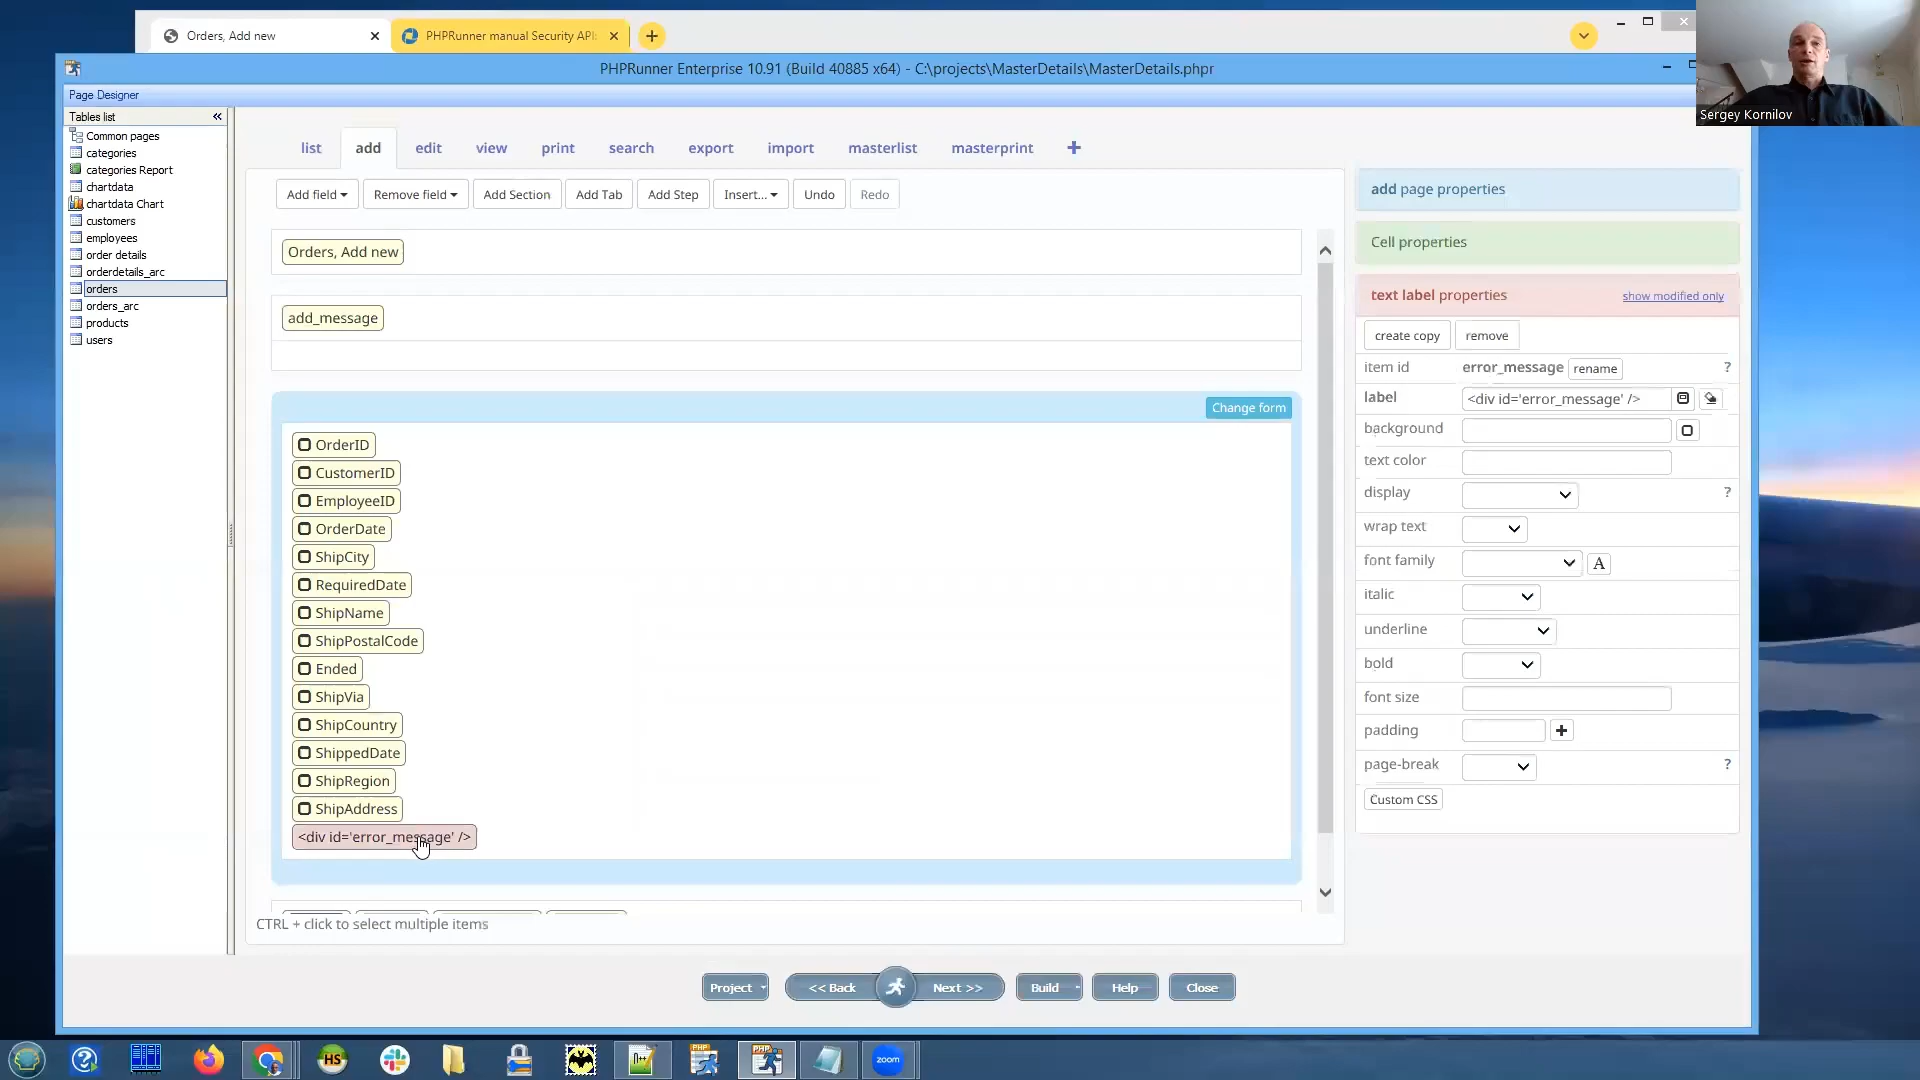 Orders, Add new
PHPRunner manual Security API:
PHPRunner Enterprise 10.91 (Build 40885 x64) - C:\projects\MasterDetails\MasterDetails.phpr
Sergey Kornilov
Page Designer
Tables list
Common pages
categories
categories Report
chartdata
chartdata Chart
customers
employees
order details
orderdetails_arc
orders
orders_arc
products
users
list add edit view print search export import masterlist masterprint
Add field Remove field Add Section Add Tab Add Step Insert... Undo Redo
Orders, Add new
add_message
Change form
OrderID
CustomerID
EmployeeID
OrderDate
ShipCity
RequiredDate
ShipName
ShipPostalCode
Ended
ShipVia
ShipCountry
ShippedDate
ShipRegion
ShipAddress
<div id='error_message' />
CTRL + click to select multiple items
add page properties
Cell properties
text label properties show modified only
create copy remove
item id error_message rename ?
label <div id='error_message' />
background
text color
display ?
wrap text
font family A
italic
underline
bold
font size
padding
page-break ?
Custom CSS
Project << Back Next >> Build Help Close
HS
PHP
PHP
zoom